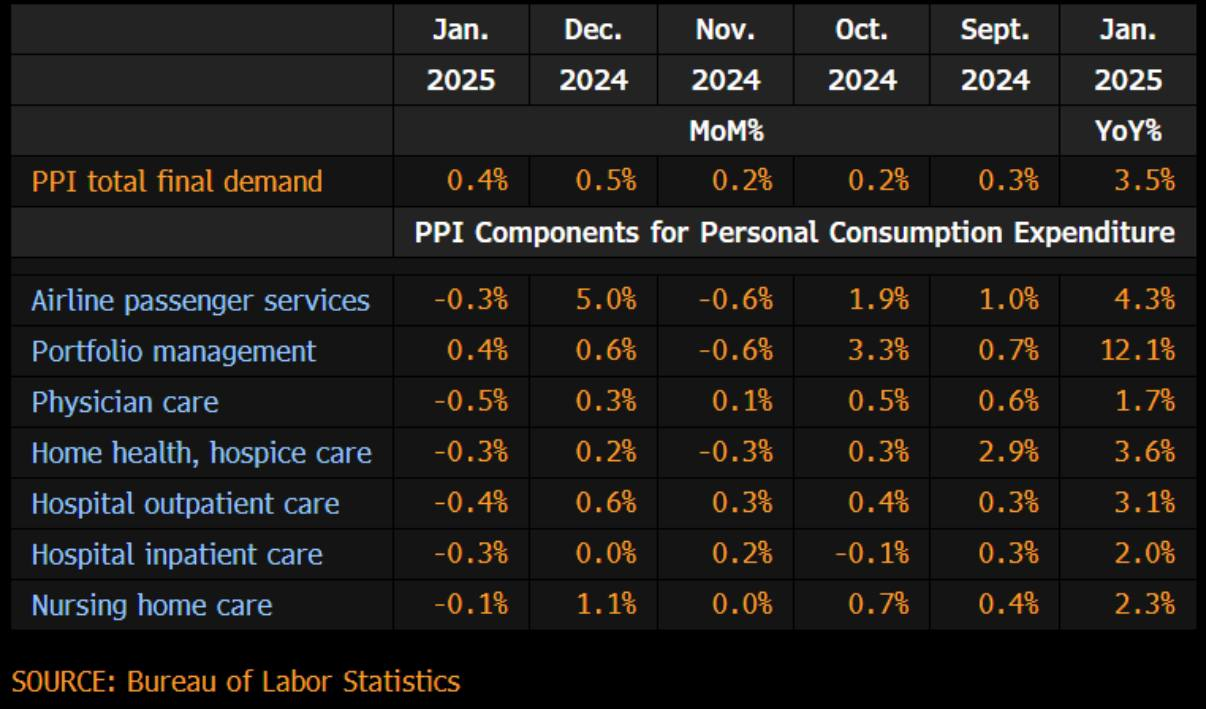 Jan. Dec. Nov. Oct. Sept. Jan.
2025 2024 2024 2024 2024 2025
MoM% YoY%
PPI total final demand 0.4% 0.5% 0.2% 0.2% 0.3% 3.5%
PPI Components for Personal Consumption Expenditure
Airline passenger services -0.3% 5.0% -0.6% 1.9% 1.0% 4.3%
Portfolio management 0.4% 0.6% -0.6% 3.3% 0.7% 12.1%
Physician care -0.5% 0.3% 0.1% 0.5% 0.6% 1.7%
Home health, hospice care -0.3% 0.2% -0.3% 0.3% 2.9% 3.6%
Hospital outpatient care -0.4% 0.6% 0.3% 0.4% 0.3% 3.1%
Hospital inpatient care -0.3% 0.0% 0.2% -0.1% 0.3% 2.0%
Nursing home care -0.1% 1.1% 0.0% 0.7% 0.4% 2.3%
SOURCE: Bureau of Labor Statistics